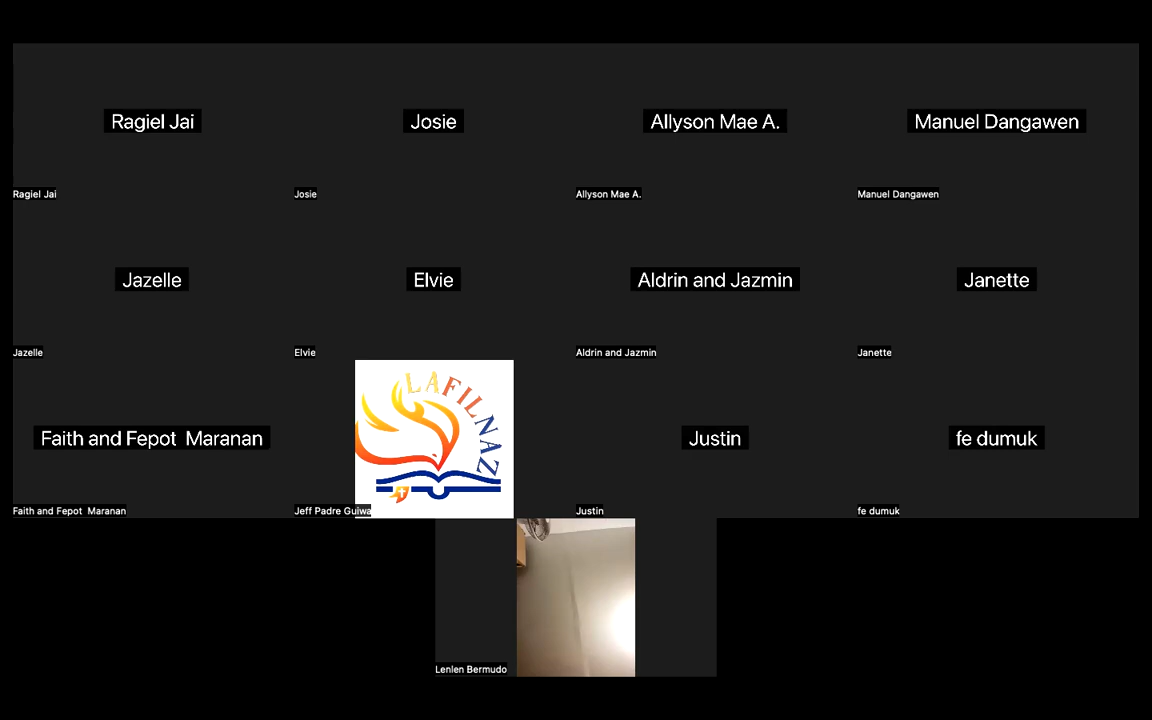 Ragiel Jai
Josie
Allyson Mae A.
Manuel Dangawen
Ragiel Jai
Josie
Allyson Mae A.
Manuel Dangawen
Jazelle
Elvie
Aldrin and Jazmin
Janette
Jazelle
Elvie
Aldrin and Jazmin
Janette
Faith and Fepot Maranan
LAFILNAZ
Justin
fe dumuk
Faith and Fepot Maranan
Jeff Padre Guiwa
Justin
fe dumuk
Lenlen Bermudo